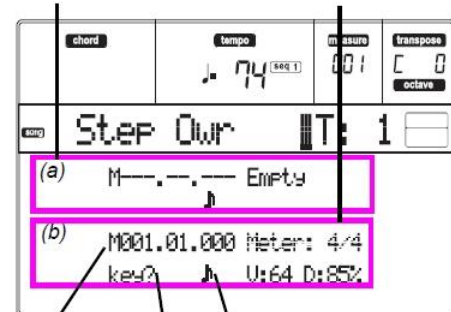 chord tempo measure transpose
♩. 74 seq 1 001 C 0
octave
song Step Owr T: 1
(a) M---.--.--- Empty
♪
(b) M001.01.000 Meter: 4/4
key? ♪ V:64 D:85%